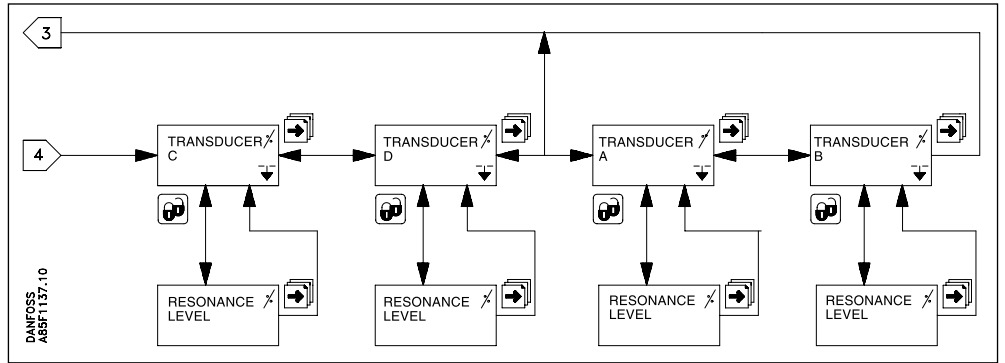 3
4
TRANSDUCER
C
TRANSDUCER
D
TRANSDUCER
A
TRANSDUCER
B
RESONANCE
LEVEL
RESONANCE
LEVEL
RESONANCE
LEVEL
RESONANCE
LEVEL
DANFOSS
A85F1137.10